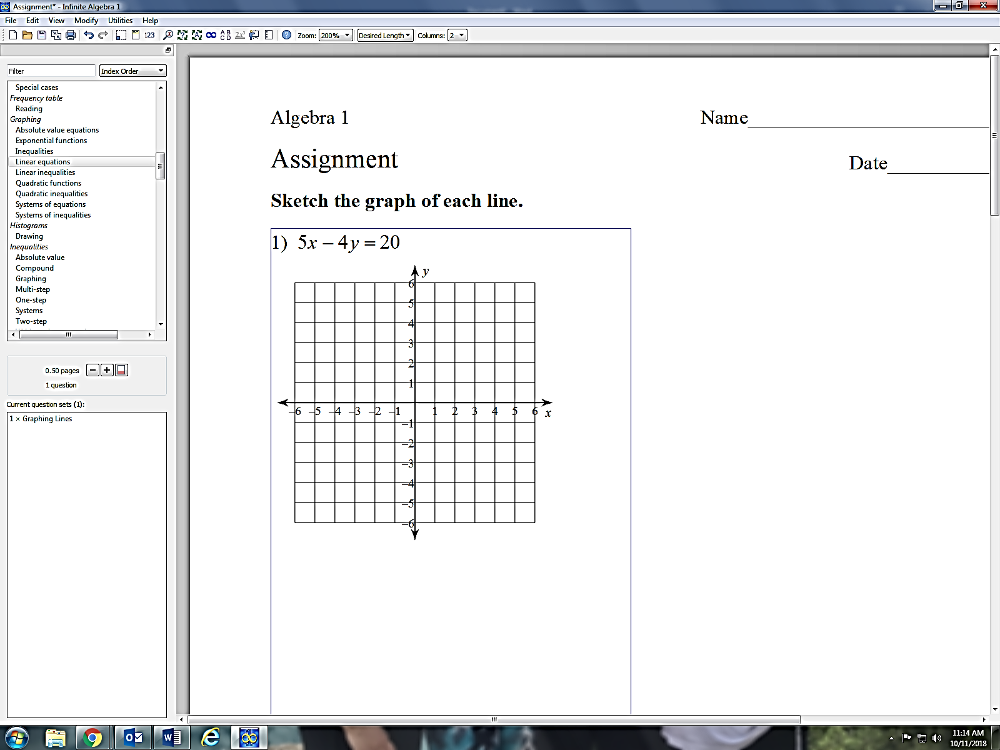 Assignment* - Infinite Algebra 1
File Edit View Modify Utilities Help
123 Zoom: 200% Desired Length Columns: 2
Filter Index Order
Special cases
Frequency table
Reading
Graphing
Absolute value equations
Exponential functions
Inequalities
Linear equations
Linear inequalities
Quadratic functions
Quadratic inequalities
Systems of equations
Systems of inequalities
Histograms
Drawing
Inequalities
Absolute value
Compound
Graphing
Multi-step
One-step
Systems
Two-step
0.50 pages
1 question
Current question sets (1):
1 × Graphing Lines
Algebra 1 Name
Assignment Date
Sketch the graph of each line.
1) 5x − 4y = 20
y
6
5
4
3
2
1
−6 −5 −4 −3 −2 −1 1 2 3 4 5 6 x
−1
−2
−3
−4
−5
−6
11:14 AM
10/11/2018